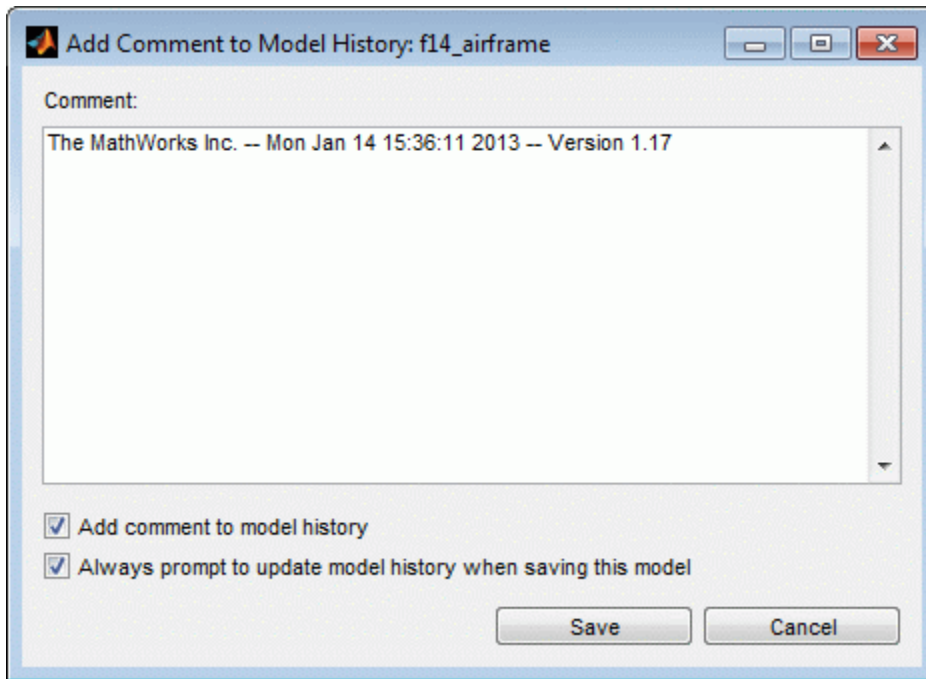 Add Comment to Model History: f14_airframe
Comment:
The MathWorks Inc. -- Mon Jan 14 15:36:11 2013 -- Version 1.17
Add comment to model history
Always prompt to update model history when saving this model
Save Cancel